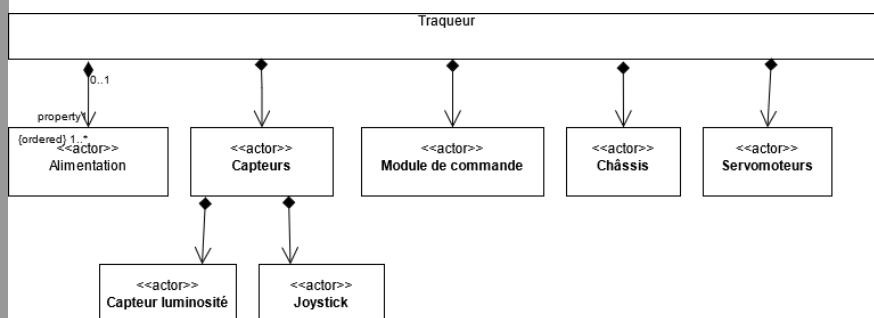 Traqueur
0..1
property1
{ordered} 1..*
<<actor>>
Alimentation
<<actor>>
Capteurs
<<actor>>
Module de commande
<<actor>>
Châssis
<<actor>>
Servomoteurs
<<actor>>
Capteur luminosité
<<actor>>
Joystick